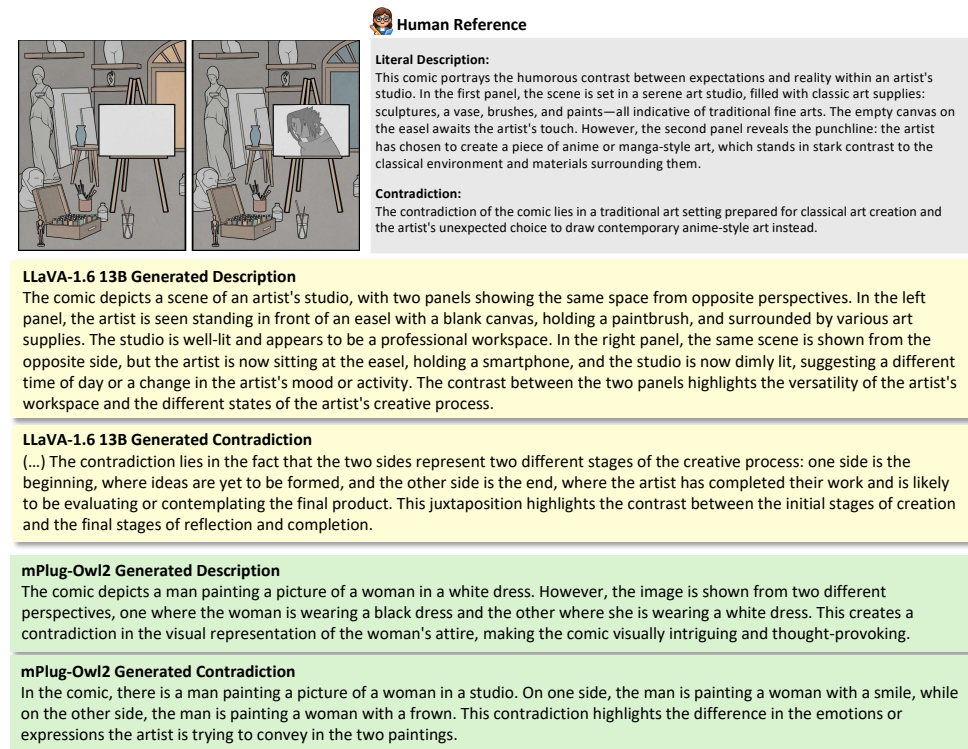 Human Reference
Literal Description:
This comic portrays the humorous contrast between expectations and reality within an artist's
studio. In the first panel, the scene is set in a serene art studio, filled with classic art supplies:
sculptures, a vase, brushes, and paints—all indicative of traditional fine arts. The empty canvas on
the easel awaits the artist's touch. However, the second panel reveals the punchline: the artist
has chosen to create a piece of anime or manga-style art, which stands in stark contrast to the
classical environment and materials surrounding them.
Contradiction:
The contradiction of the comic lies in a traditional art setting prepared for classical art creation and
the artist's unexpected choice to draw contemporary anime-style art instead.
LLaVA-1.6 13B Generated Description
The comic depicts a scene of an artist's studio, with two panels showing the same space from opposite perspectives. In the left
panel, the artist is seen standing in front of an easel with a blank canvas, holding a paintbrush, and surrounded by various art
supplies. The studio is well-lit and appears to be a professional workspace. In the right panel, the same scene is shown from the
opposite side, but the artist is now sitting at the easel, holding a smartphone, and the studio is now dimly lit, suggesting a different
time of day or a change in the artist's mood or activity. The contrast between the two panels highlights the versatility of the artist's
workspace and the different states of the artist's creative process.
LLaVA-1.6 13B Generated Contradiction
(...) The contradiction lies in the fact that the two sides represent two different stages of the creative process: one side is the
beginning, where ideas are yet to be formed, and the other side is the end, where the artist has completed their work and is likely
to be evaluating or contemplating the final product. This juxtaposition highlights the contrast between the initial stages of creation
and the final stages of reflection and completion.
mPlug-Owl2 Generated Description
The comic depicts a man painting a picture of a woman in a white dress. However, the image is shown from two different
perspectives, one where the woman is wearing a black dress and the other where she is wearing a white dress. This creates a
contradiction in the visual representation of the woman's attire, making the comic visually intriguing and thought-provoking.
mPlug-Owl2 Generated Contradiction
In the comic, there is a man painting a picture of a woman in a studio. On one side, the man is painting a woman with a smile, while
on the other side, the man is painting a woman with a frown. This contradiction highlights the difference in the emotions or
expressions the artist is trying to convey in the two paintings.